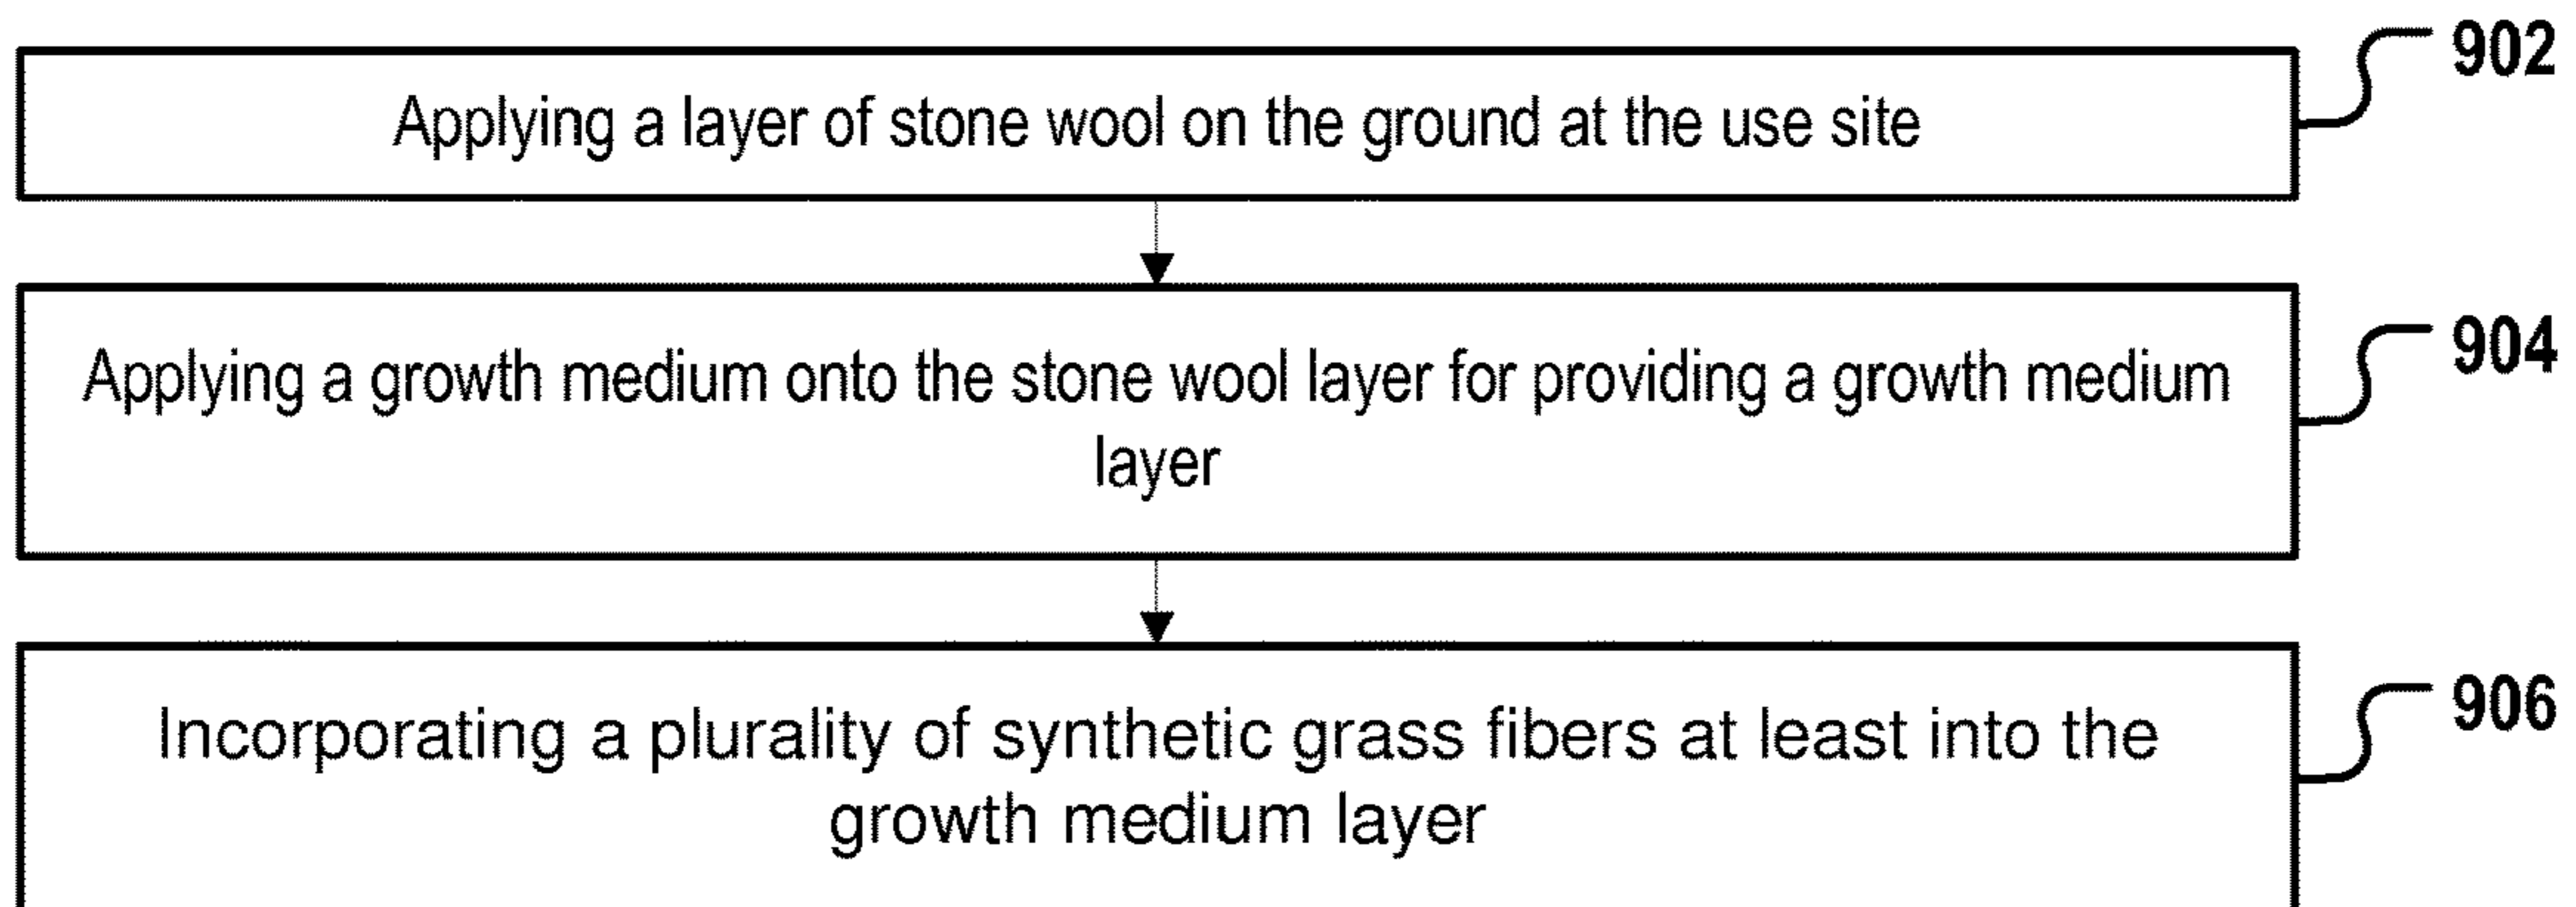 902
Applying a layer of stone wool on the ground at the use site
904
Applying a growth medium onto the stone wool layer for providing a growth medium
layer
906
Incorporating a plurality of synthetic grass fibers at least into the
growth medium layer